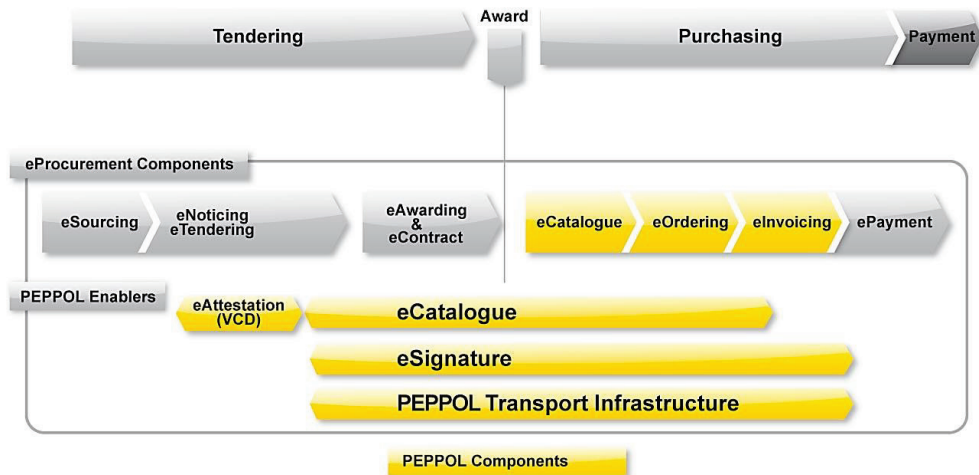 Award
Tendering
Purchasing
Payment
eProcurement Components
eSourcing
eNoticing
eTendering
eAwarding
&
eContract
eCatalogue
eOrdering
eInvoicing
ePayment
PEPPOL Enablers
eAttestation
(VCD)
eCatalogue
eSignature
PEPPOL Transport Infrastructure
PEPPOL Components